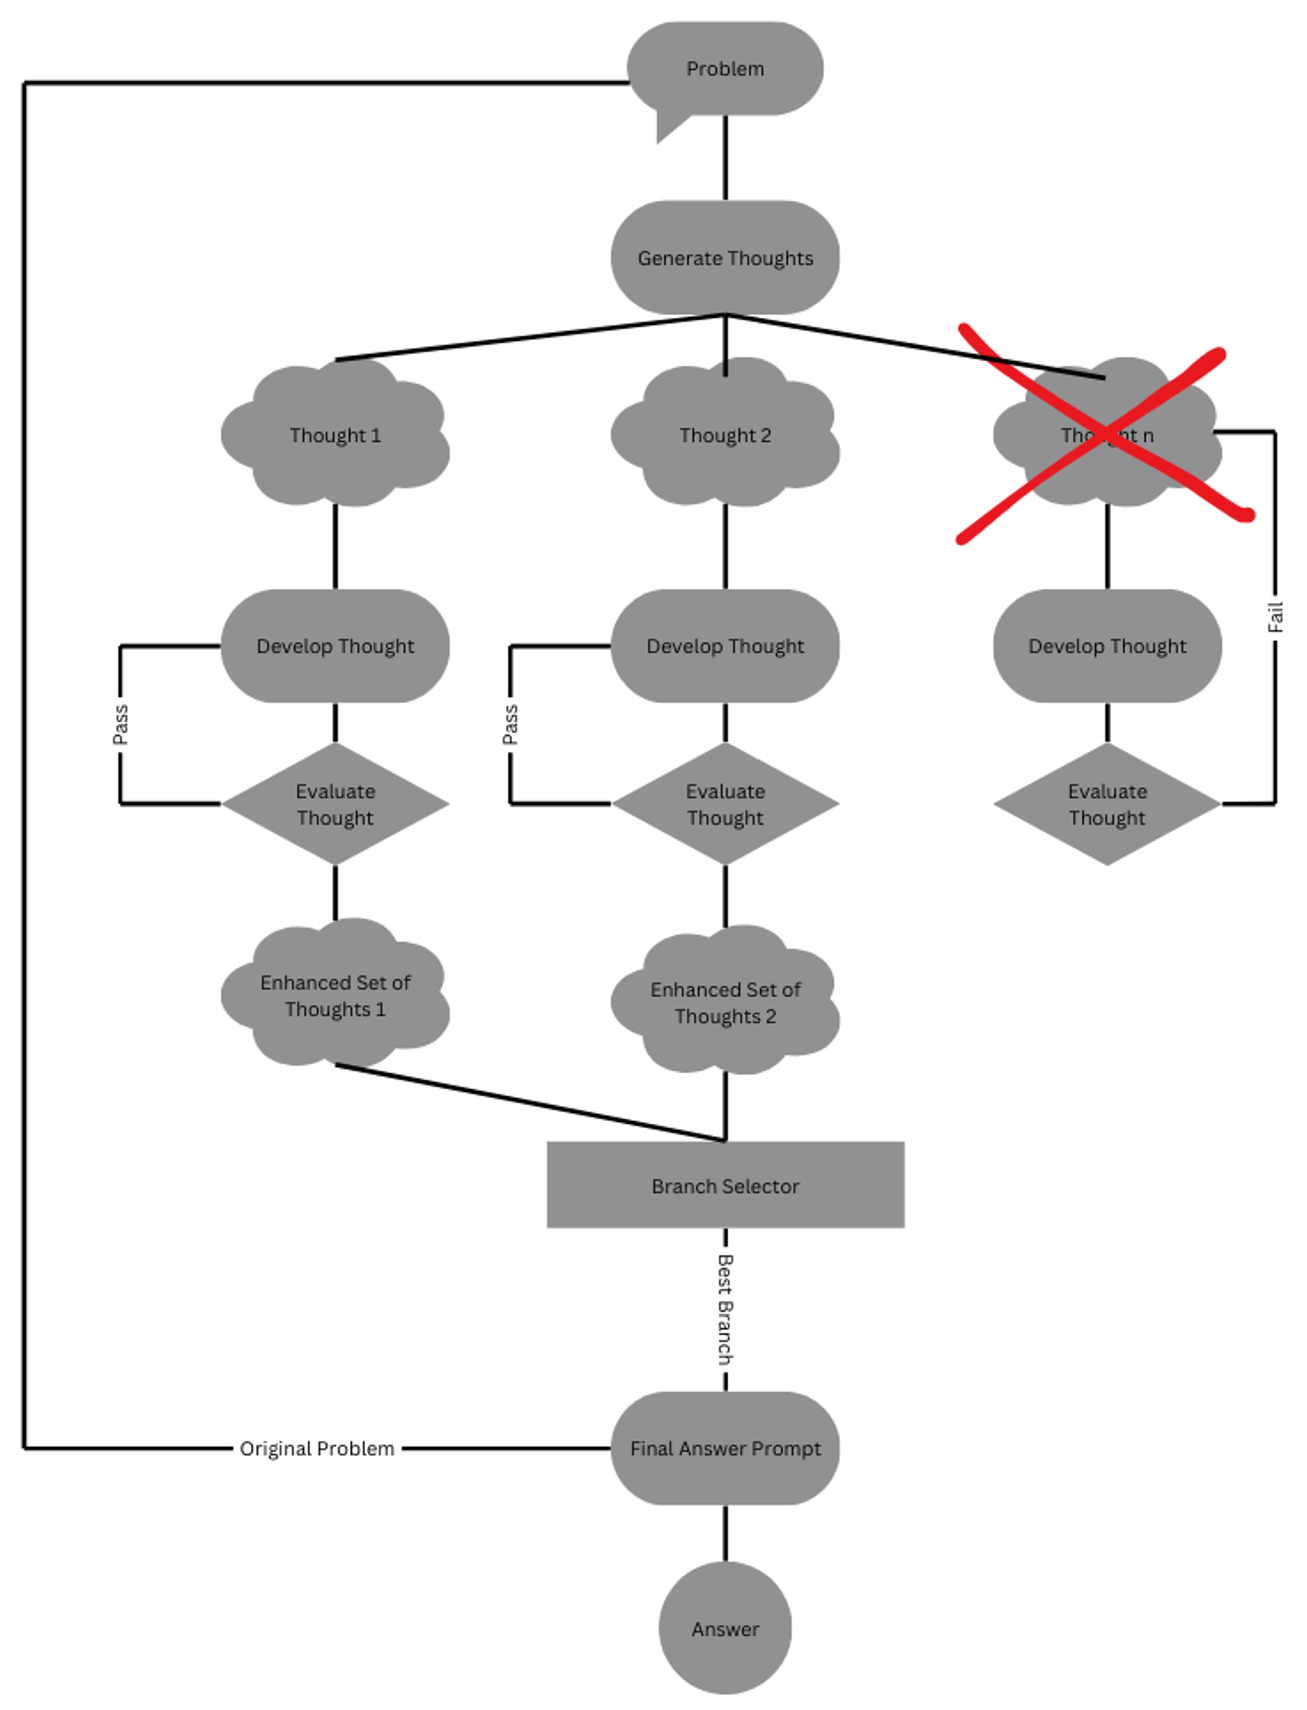 Problem
Generate Thoughts
Thought 1
Thought 2
Thought n
Develop Thought
Develop Thought
Develop Thought
Pass
Pass
Fail
Evaluate
Thought
Evaluate
Thought
Evaluate
Thought
Enhanced Set of
Thoughts 1
Enhanced Set of
Thoughts 2
Branch Selector
Best Branch
Original Problem
Final Answer Prompt
Answer